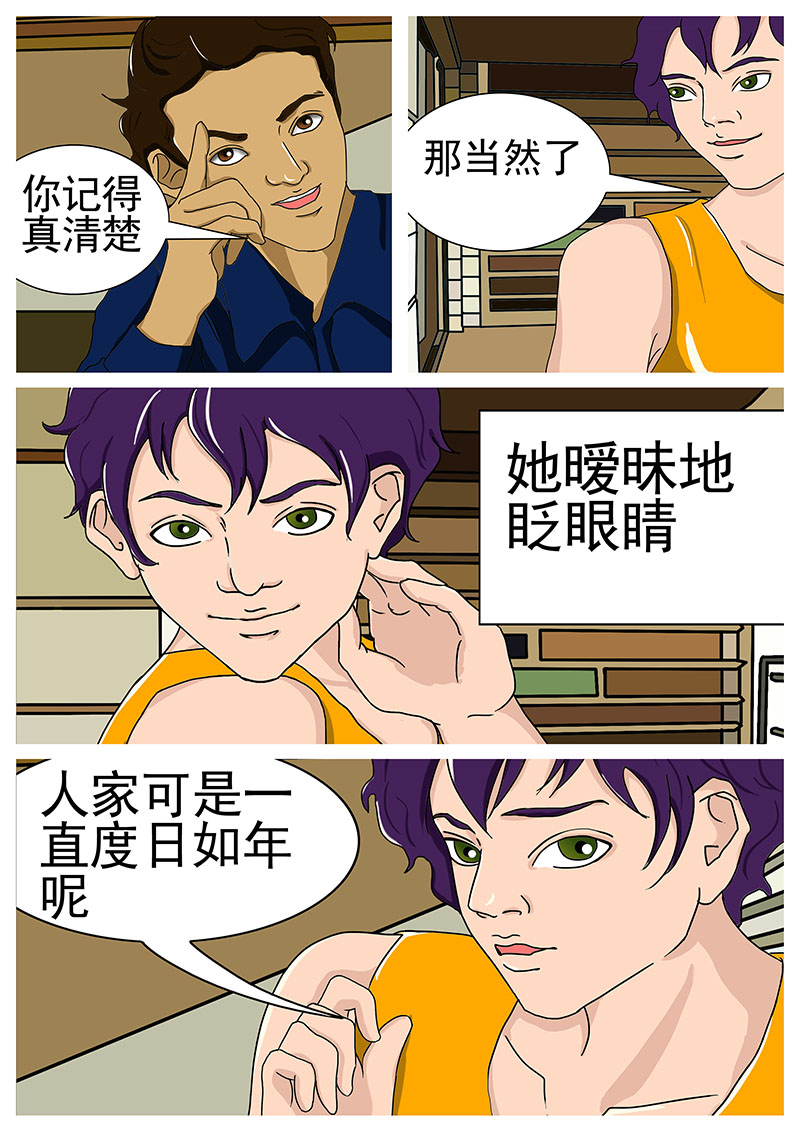 你记得
真清楚
那当然了
她暧昧地
眨眼睛
人家可是一
直度日如年
呢